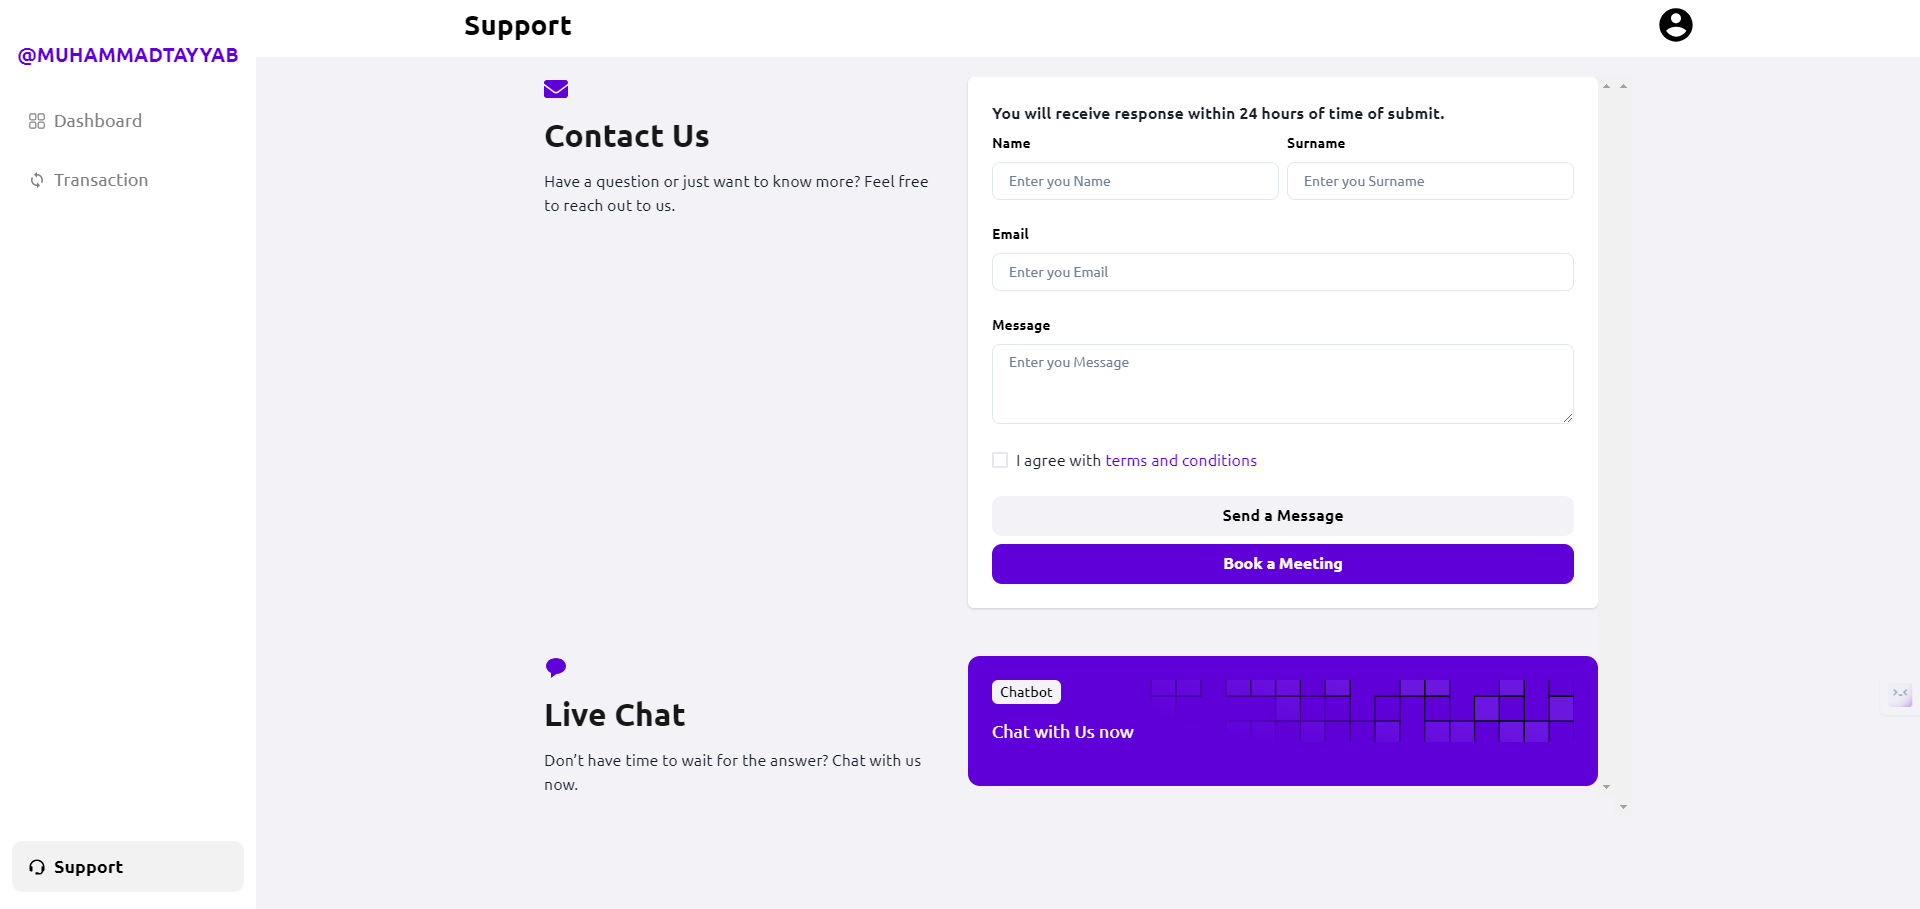 @MUHAMMADTAYYAB
Dashboard
Transaction
Support
Support
Contact Us
Have a question or just want to know more? Feel free
to reach out to us.
You will receive response within 24 hours of time of submit.
Name
Surname
Enter you Name
Enter you Surname
Email
Enter you Email
Message
Enter you Message
I agree with terms and conditions
Send a Message
Book a Meeting
Live Chat
Don’t have time to wait for the answer? Chat with us
now.
Chatbot
Chat with Us now